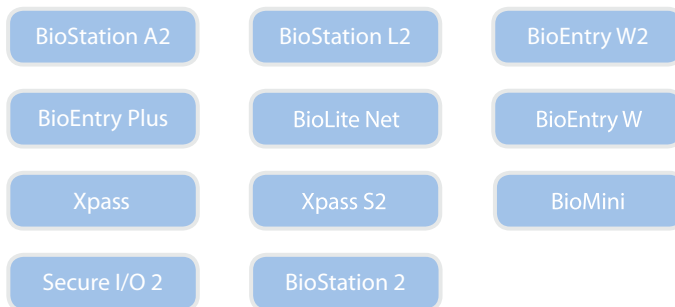 BioStation A2
BioStation L2
BioEntry W2
BioEntry Plus
BioLite Net
BioEntry W
Xpass
Xpass S2
BioMini
Secure I/O 2
BioStation 2